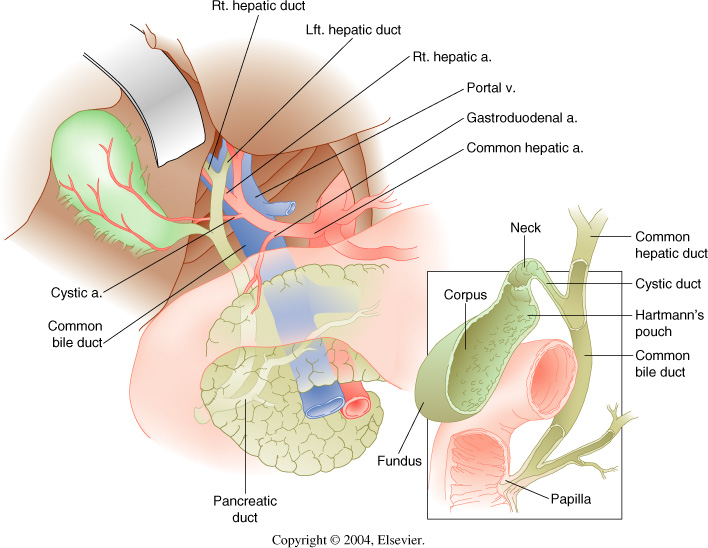 Rt. hepatic duct
Lft. hepatic duct
Rt. hepatic a.
Portal v.
Gastroduodenal a.
Common hepatic a.
Cystic a.
Common
bile duct
Pancreatic
duct
Neck
Corpus
Fundus
Common
hepatic duct
Cystic duct
Hartmann's
pouch
Common
bile duct
Papilla
Copyright © 2004, Elsevier.